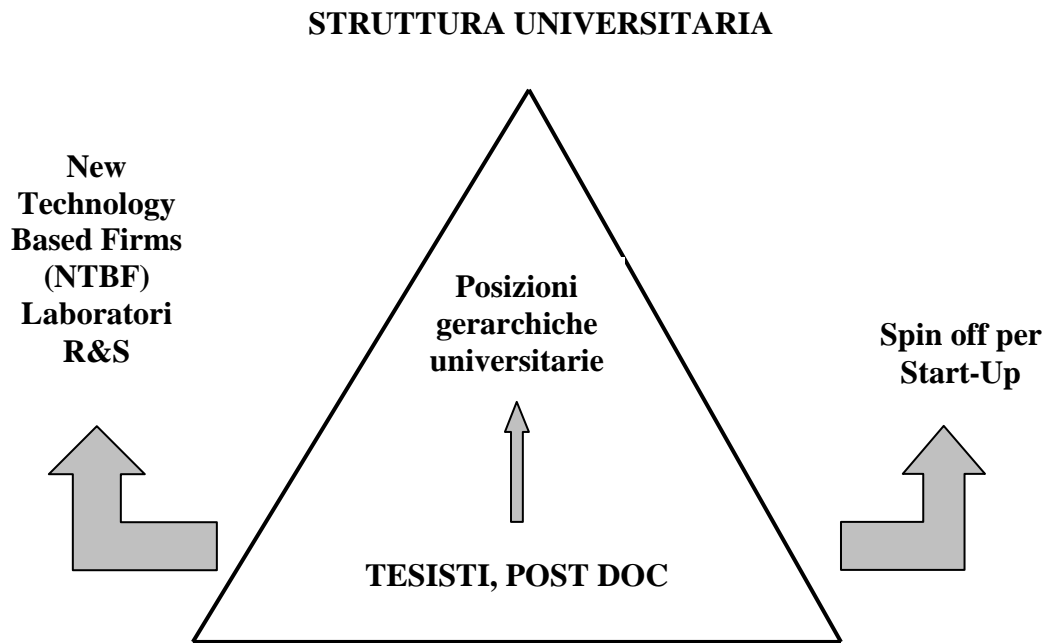 STRUTTURA UNIVERSITARIA
New
Technology
Based Firms
(NTBF)
Laboratori
R&S
Posizioni
gerarchiche
universitarie
Spin off per
Start-Up
TESISTI, POST DOC